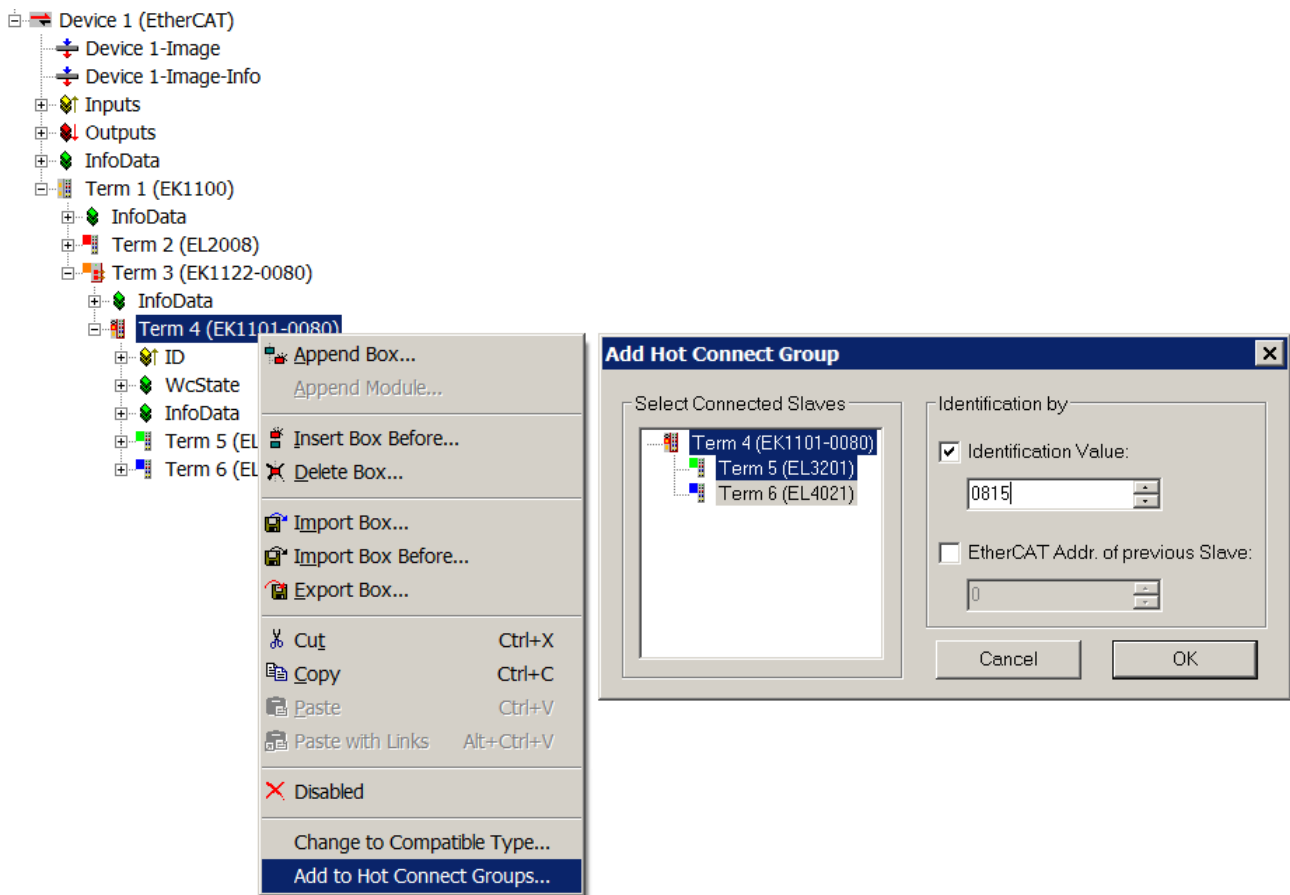 Device 1 (EtherCAT)
Device 1-Image
Device 1-Image-Info
Inputs
Outputs
InfoData
Term 1 (EK1100)
InfoData
Term 2 (EL2008)
Term 3 (EK1122-0080)
InfoData
Term 4 (EK1101-0080)
ID
WcState
InfoData
Term 5 (EL
Term 6 (EL
Append Box...
Append Module...
Insert Box Before...
Delete Box...
Import Box...
Import Box Before...
Export Box...
Cut Ctrl+X
Copy Ctrl+C
Paste Ctrl+V
Paste with Links Alt+Ctrl+V
Disabled
Change to Compatible Type...
Add to Hot Connect Groups...
Add Hot Connect Group
Select Connected Slaves
Term 4 (EK1101-0080)
Term 5 (EL3201)
Term 6 (EL4021)
Identification by
Identification Value:
0815
EtherCAT Addr. of previous Slave:
0
Cancel OK